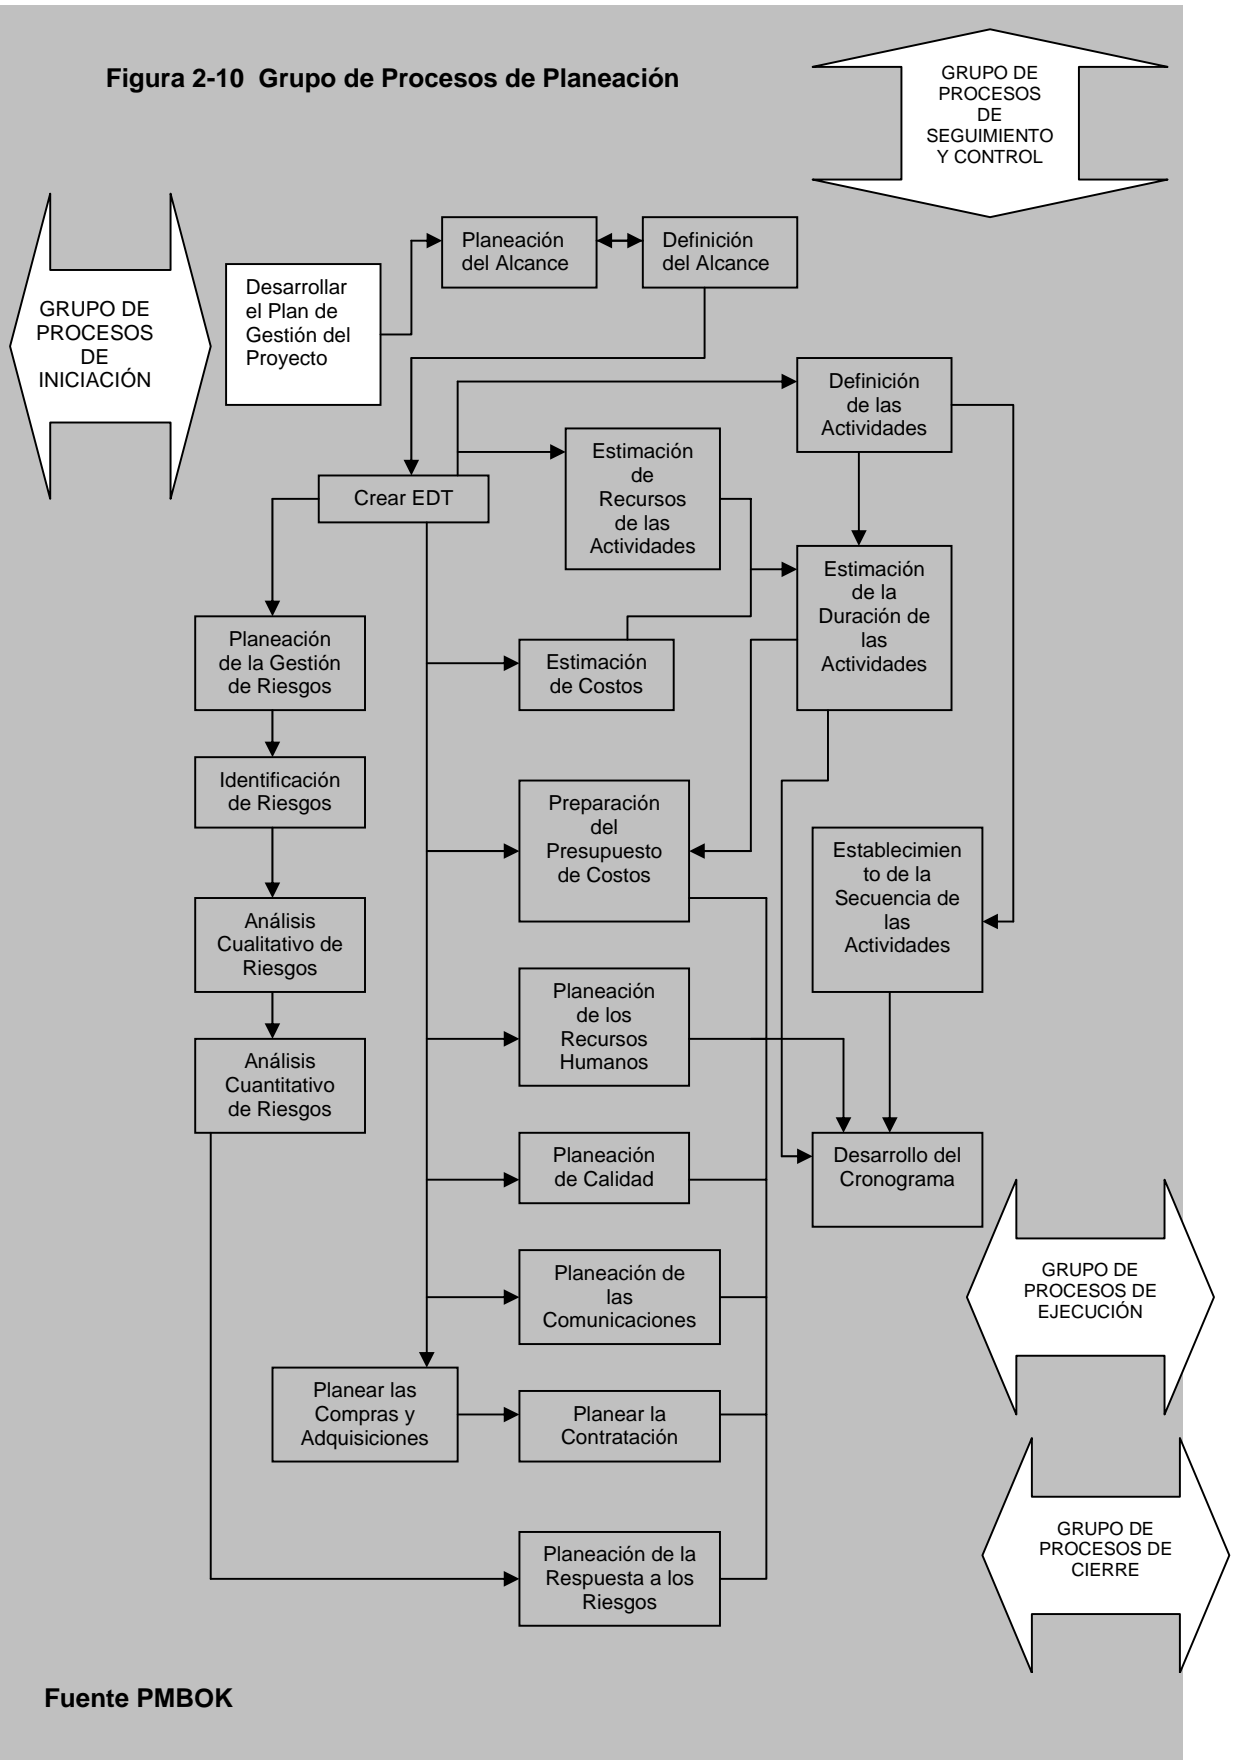 Figura 2-10 Grupo de Procesos de Planeación
GRUPO DE
PROCESOS
DE
SEGUIMIENTO
Y CONTROL
GRUPO DE
PROCESOS
DE
INICIACIÓN
Desarrollar
el Plan de
Gestión del
Proyecto
Planeación
del Alcance
Definición
del Alcance
Definición
de las
Actividades
Estimación
de
Recursos
de las
Actividades
Crear EDT
Estimación
de la
Duración de
las
Actividades
Planeación
de la Gestión
de Riesgos
Estimación
de Costos
Identificación
de Riesgos
Preparación
del
Presupuesto
de Costos
Establecimien
to de la
Secuencia de
las
Actividades
Análisis
Cualitativo de
Riesgos
Planeación
de los
Recursos
Humanos
Análisis
Cuantitativo
de Riesgos
Planeación
de Calidad
Desarrollo del
Cronograma
Planeación de
las
Comunicaciones
GRUPO DE
PROCESOS DE
EJECUCIÓN
Planear las
Compras y
Adquisiciones
Planear la
Contratación
GRUPO DE
PROCESOS DE
CIERRE
Planeación de la
Respuesta a los
Riesgos
Fuente PMBOK